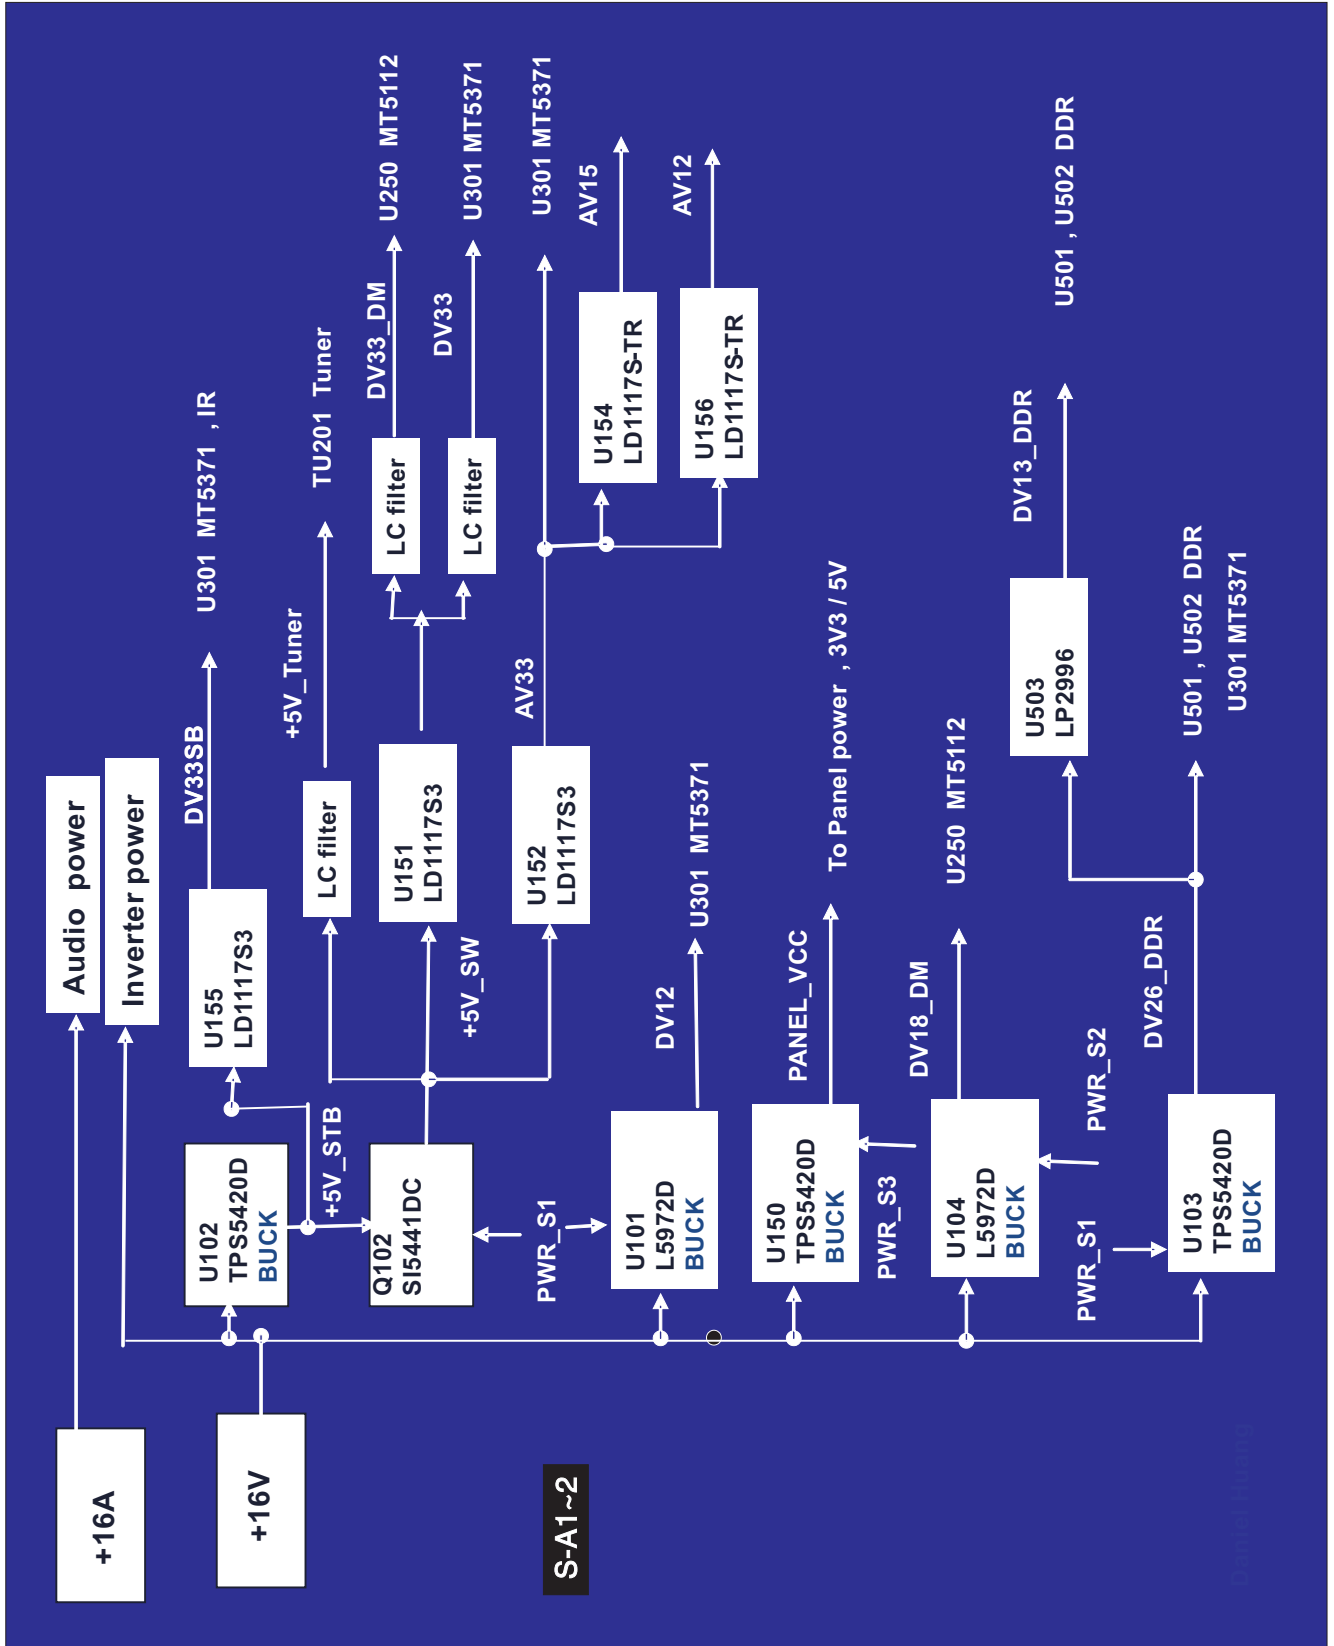 +16A
Audio power
Inverter power
+16V
U102
TPS5420D
BUCK
+5V_STB
U155
LD1117S3
DV33SB
U301 MT5371 , IR
Q102
SI5441DC
+5V_SW
LC filter
+5V_Tuner
TU201 Tuner
U151
LD1117S3
LC filter
DV33_DM
U250 MT5112
LC filter
DV33
U301 MT5371
U152
LD1117S3
AV33
U301 MT5371
U154
LD1117S-TR
AV15
U156
LD1117S-TR
AV12
PWR_S1
U101
L5972D
BUCK
DV12
U301 MT5371
U150
TPS5420D
BUCK
PANEL_VCC
To Panel power , 3V3 / 5V
PWR_S3
U104
L5972D
BUCK
DV18_DM
U250 MT5112
PWR_S2
PWR_S1
U103
TPS5420D
BUCK
DV26_DDR
U503
LP2996
DV13_DDR
U501 , U502 DDR
U501 , U502 DDR
U301 MT5371
S-A1~2
Daniel Huang